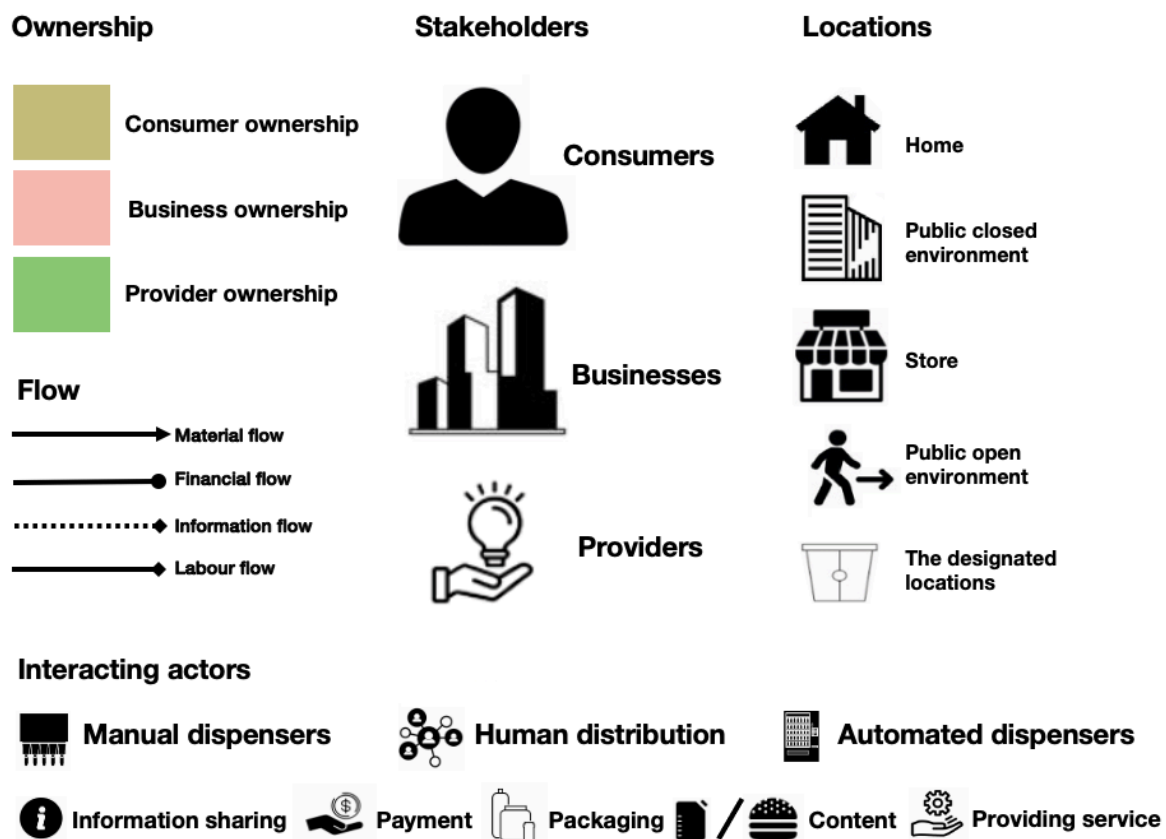 Ownership
Stakeholders
Locations
Consumer ownership
Business ownership
Provider ownership
Consumers
Businesses
Providers
Home
Public closed
environment
Store
Public open
environment
The designated
locations
Flow
Material flow
Financial flow
Information flow
Labour flow
Interacting actors
Manual dispensers
Human distribution
Automated dispensers
Information sharing
Payment
Packaging
/
Content
Providing service